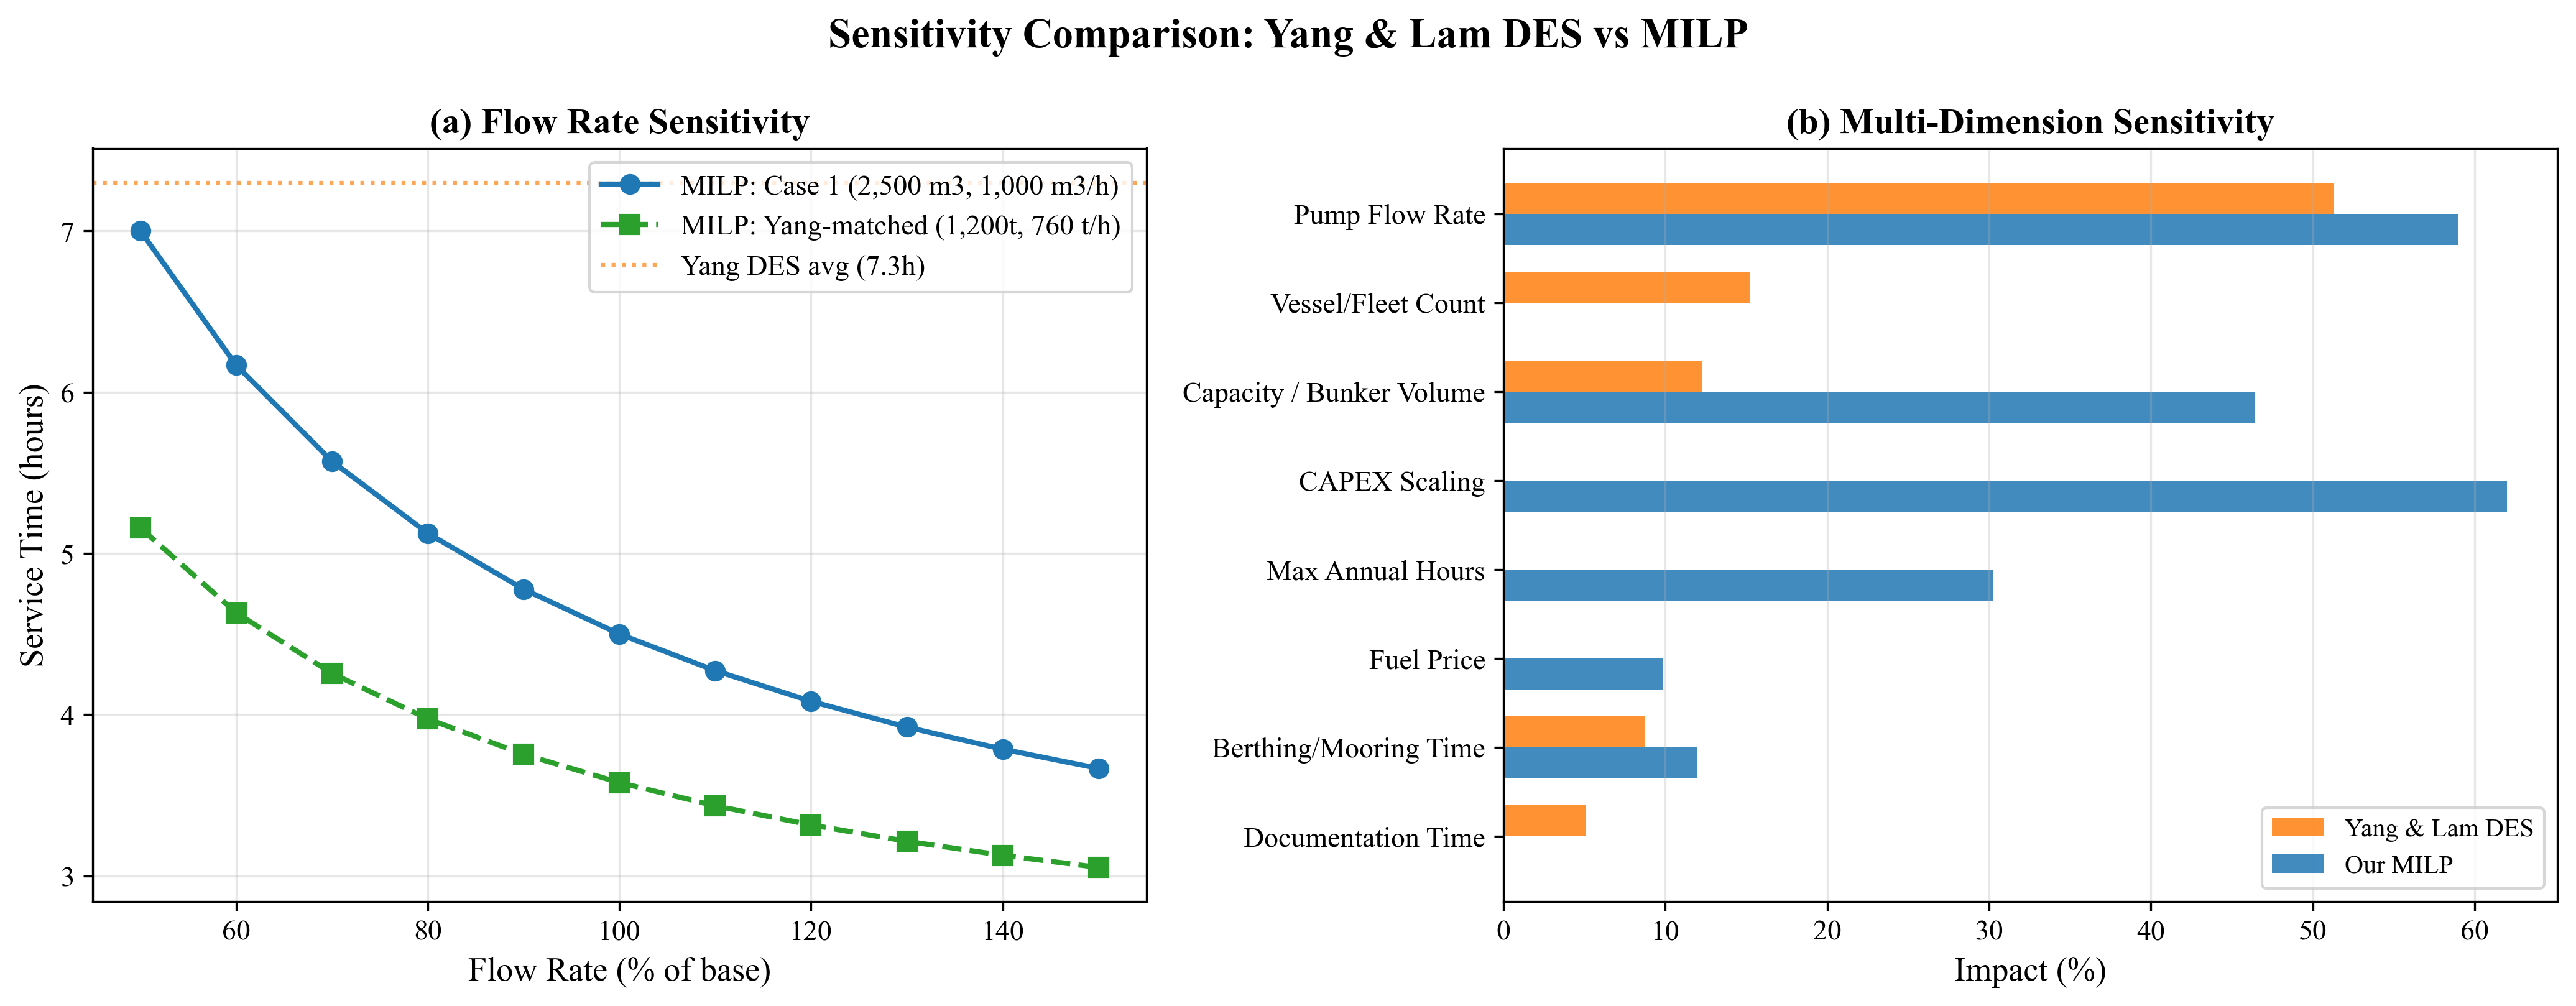 Sensitivity Comparison: Yang & Lam DES vs MILP
(a) Flow Rate Sensitivity
MILP: Case 1 (2,500 m3, 1,000 m3/h)
MILP: Yang-matched (1,200t, 760 t/h)
Yang DES avg (7.3h)
Service Time (hours)
7
6
5
4
3
60
80
100
120
140
Flow Rate (% of base)
(b) Multi-Dimension Sensitivity
Pump Flow Rate
Vessel/Fleet Count
Capacity / Bunker Volume
CAPEX Scaling
Max Annual Hours
Fuel Price
Berthing/Mooring Time
Documentation Time
Yang & Lam DES
Our MILP
0
10
20
30
40
50
60
Impact (%)